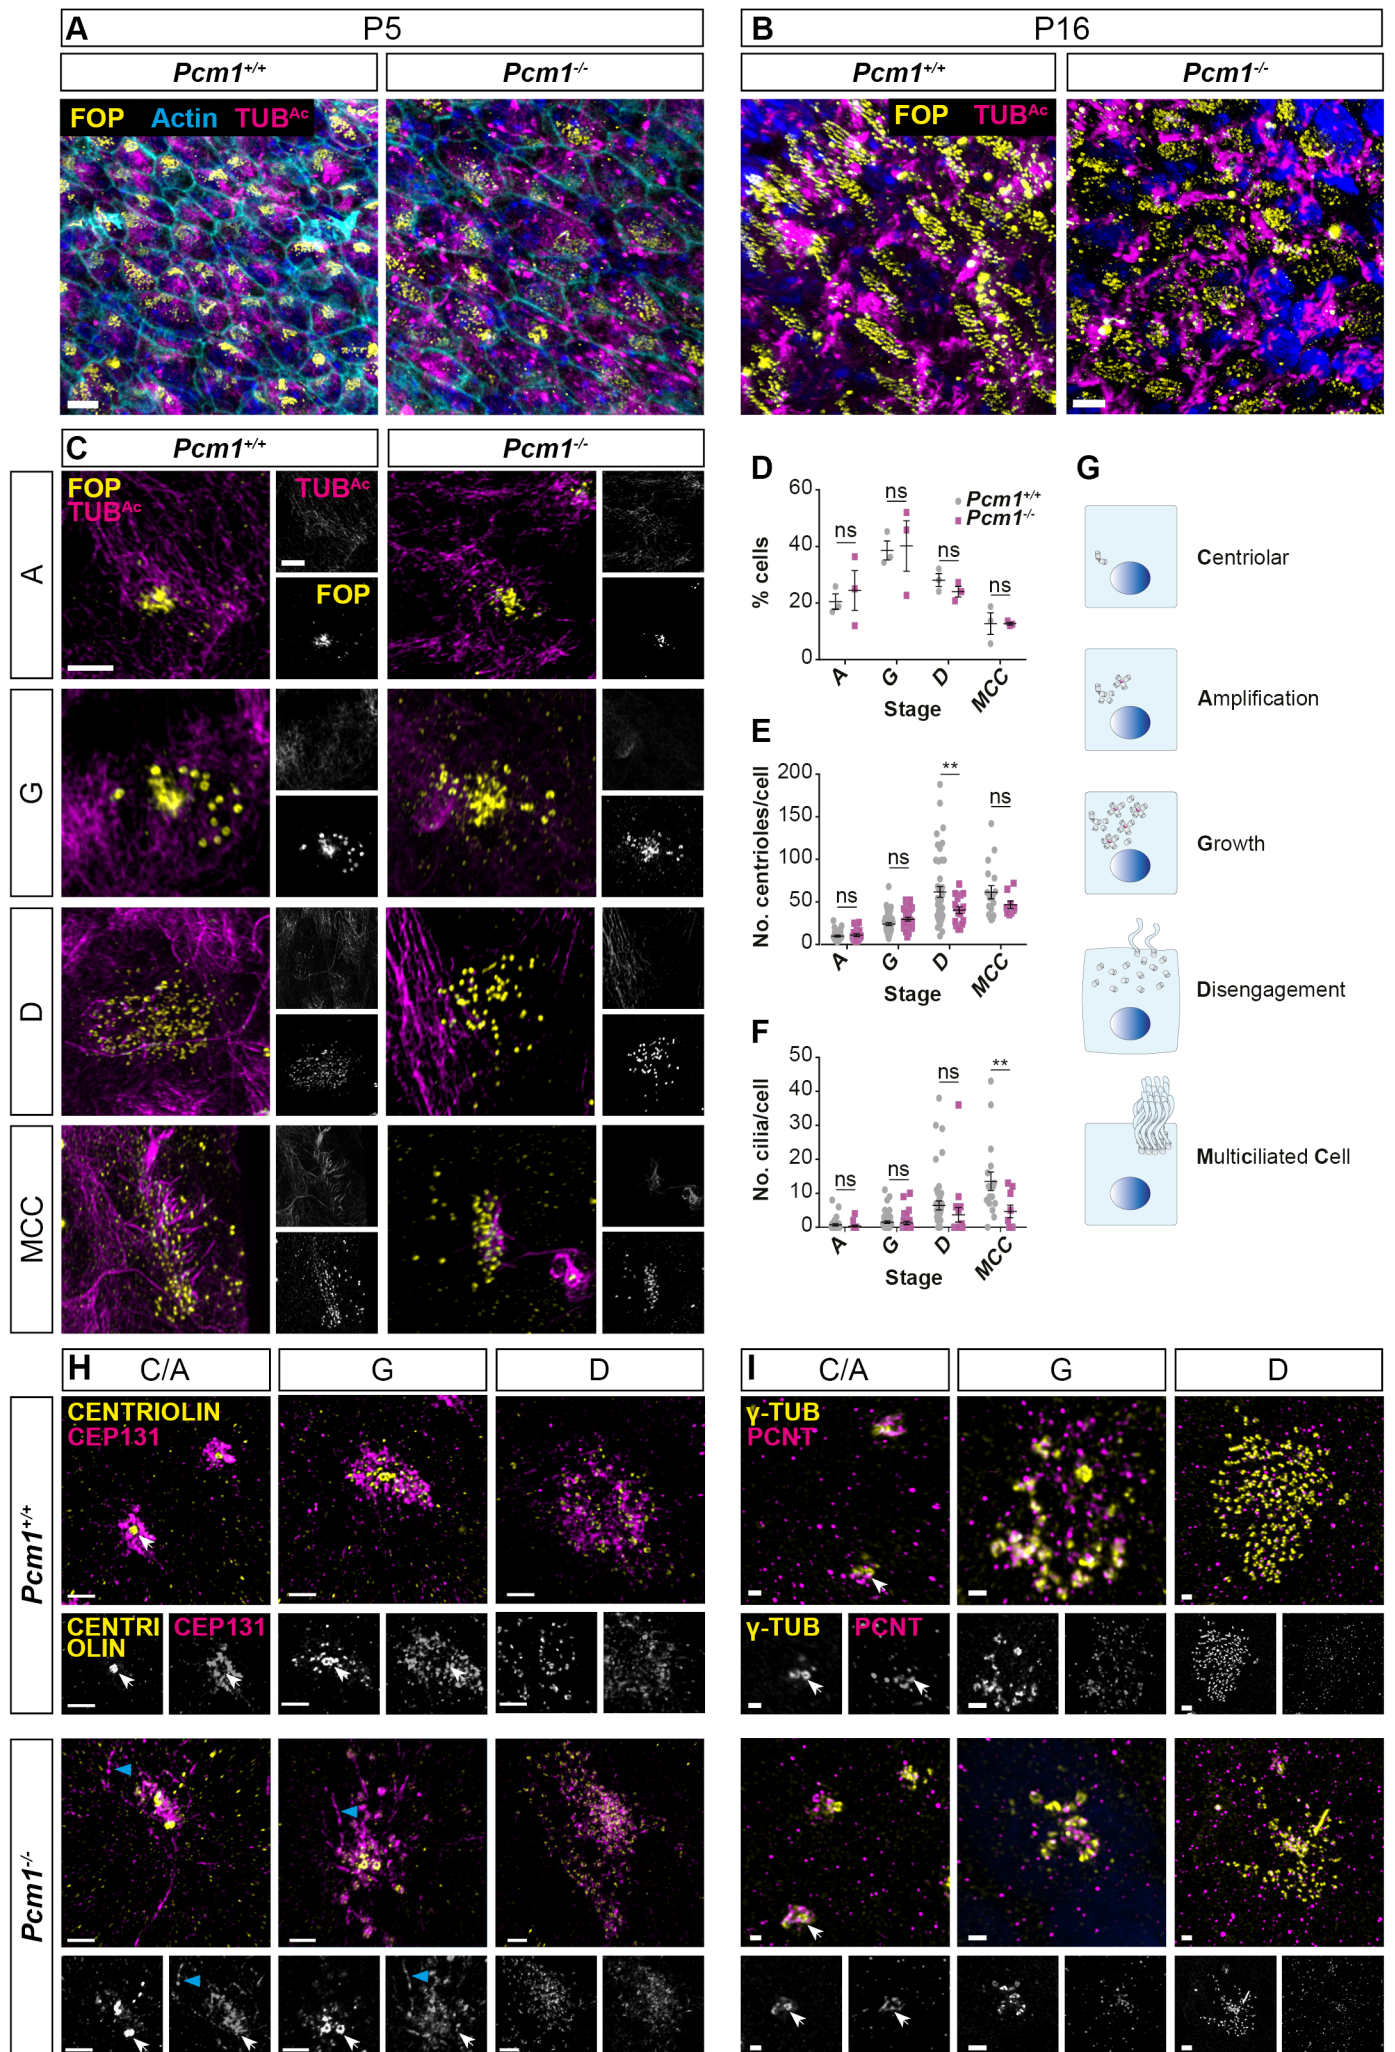 A P5
Pcm1+/+ Pcm1-/-
FOP Actin TUBAc
B P16
Pcm1+/+ Pcm1-/-
FOP TUBAc
C Pcm1+/+ Pcm1-/-
A
FOP
TUBAc
TUBAc
FOP
G
D
MCC
D
% cells
60
40
20
0
ns ns ns ns
Pcm1+/+
Pcm1-/-
A G D MCC
Stage
E
No. centrioles/cell
200
150
100
50
0
ns ns ** ns
A G D MCC
Stage
F
No. cilia/cell
50
40
30
20
10
0
ns ns ns **
A G D MCC
Stage
G
Centriolar
Amplification
Growth
Disengagement
Multiciliated Cell
H C/A G D
Pcm1+/+
CENTRIOLIN
CEP131
CENTRI
OLIN
CEP131
Pcm1-/-
I C/A G D
γ-TUB
PCNT
γ-TUB PCNT